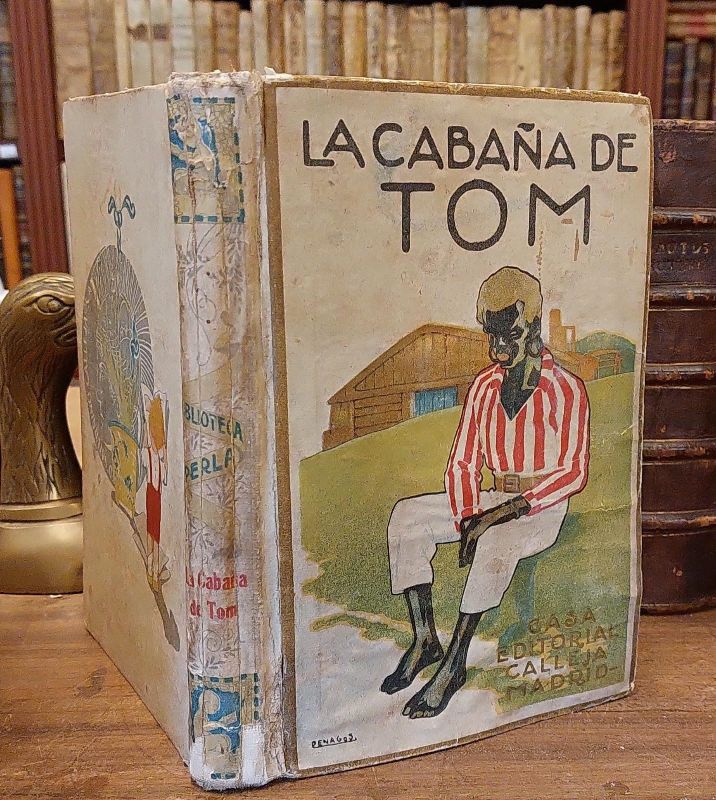 LA CABAÑA DE
TOM
CASA
EDITORIAL
CALLEJA
MADRID-
PENAGOS.
BIBLIOTECA
PERLA
La Cabaña
de Tom